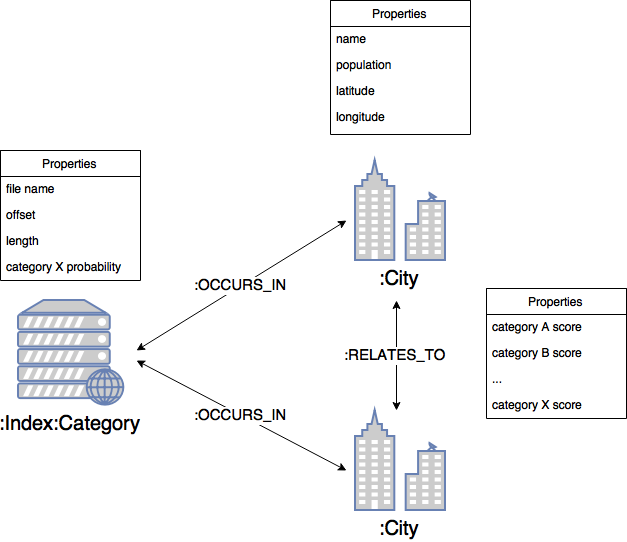 Properties
name
population
latitude
longitude
Properties
file name
offset
length
category X probability
:City
:OCCURS_IN
Properties
category A score
category B score
...
category X score
:RELATES_TO
:Index:Category
:OCCURS_IN
:City